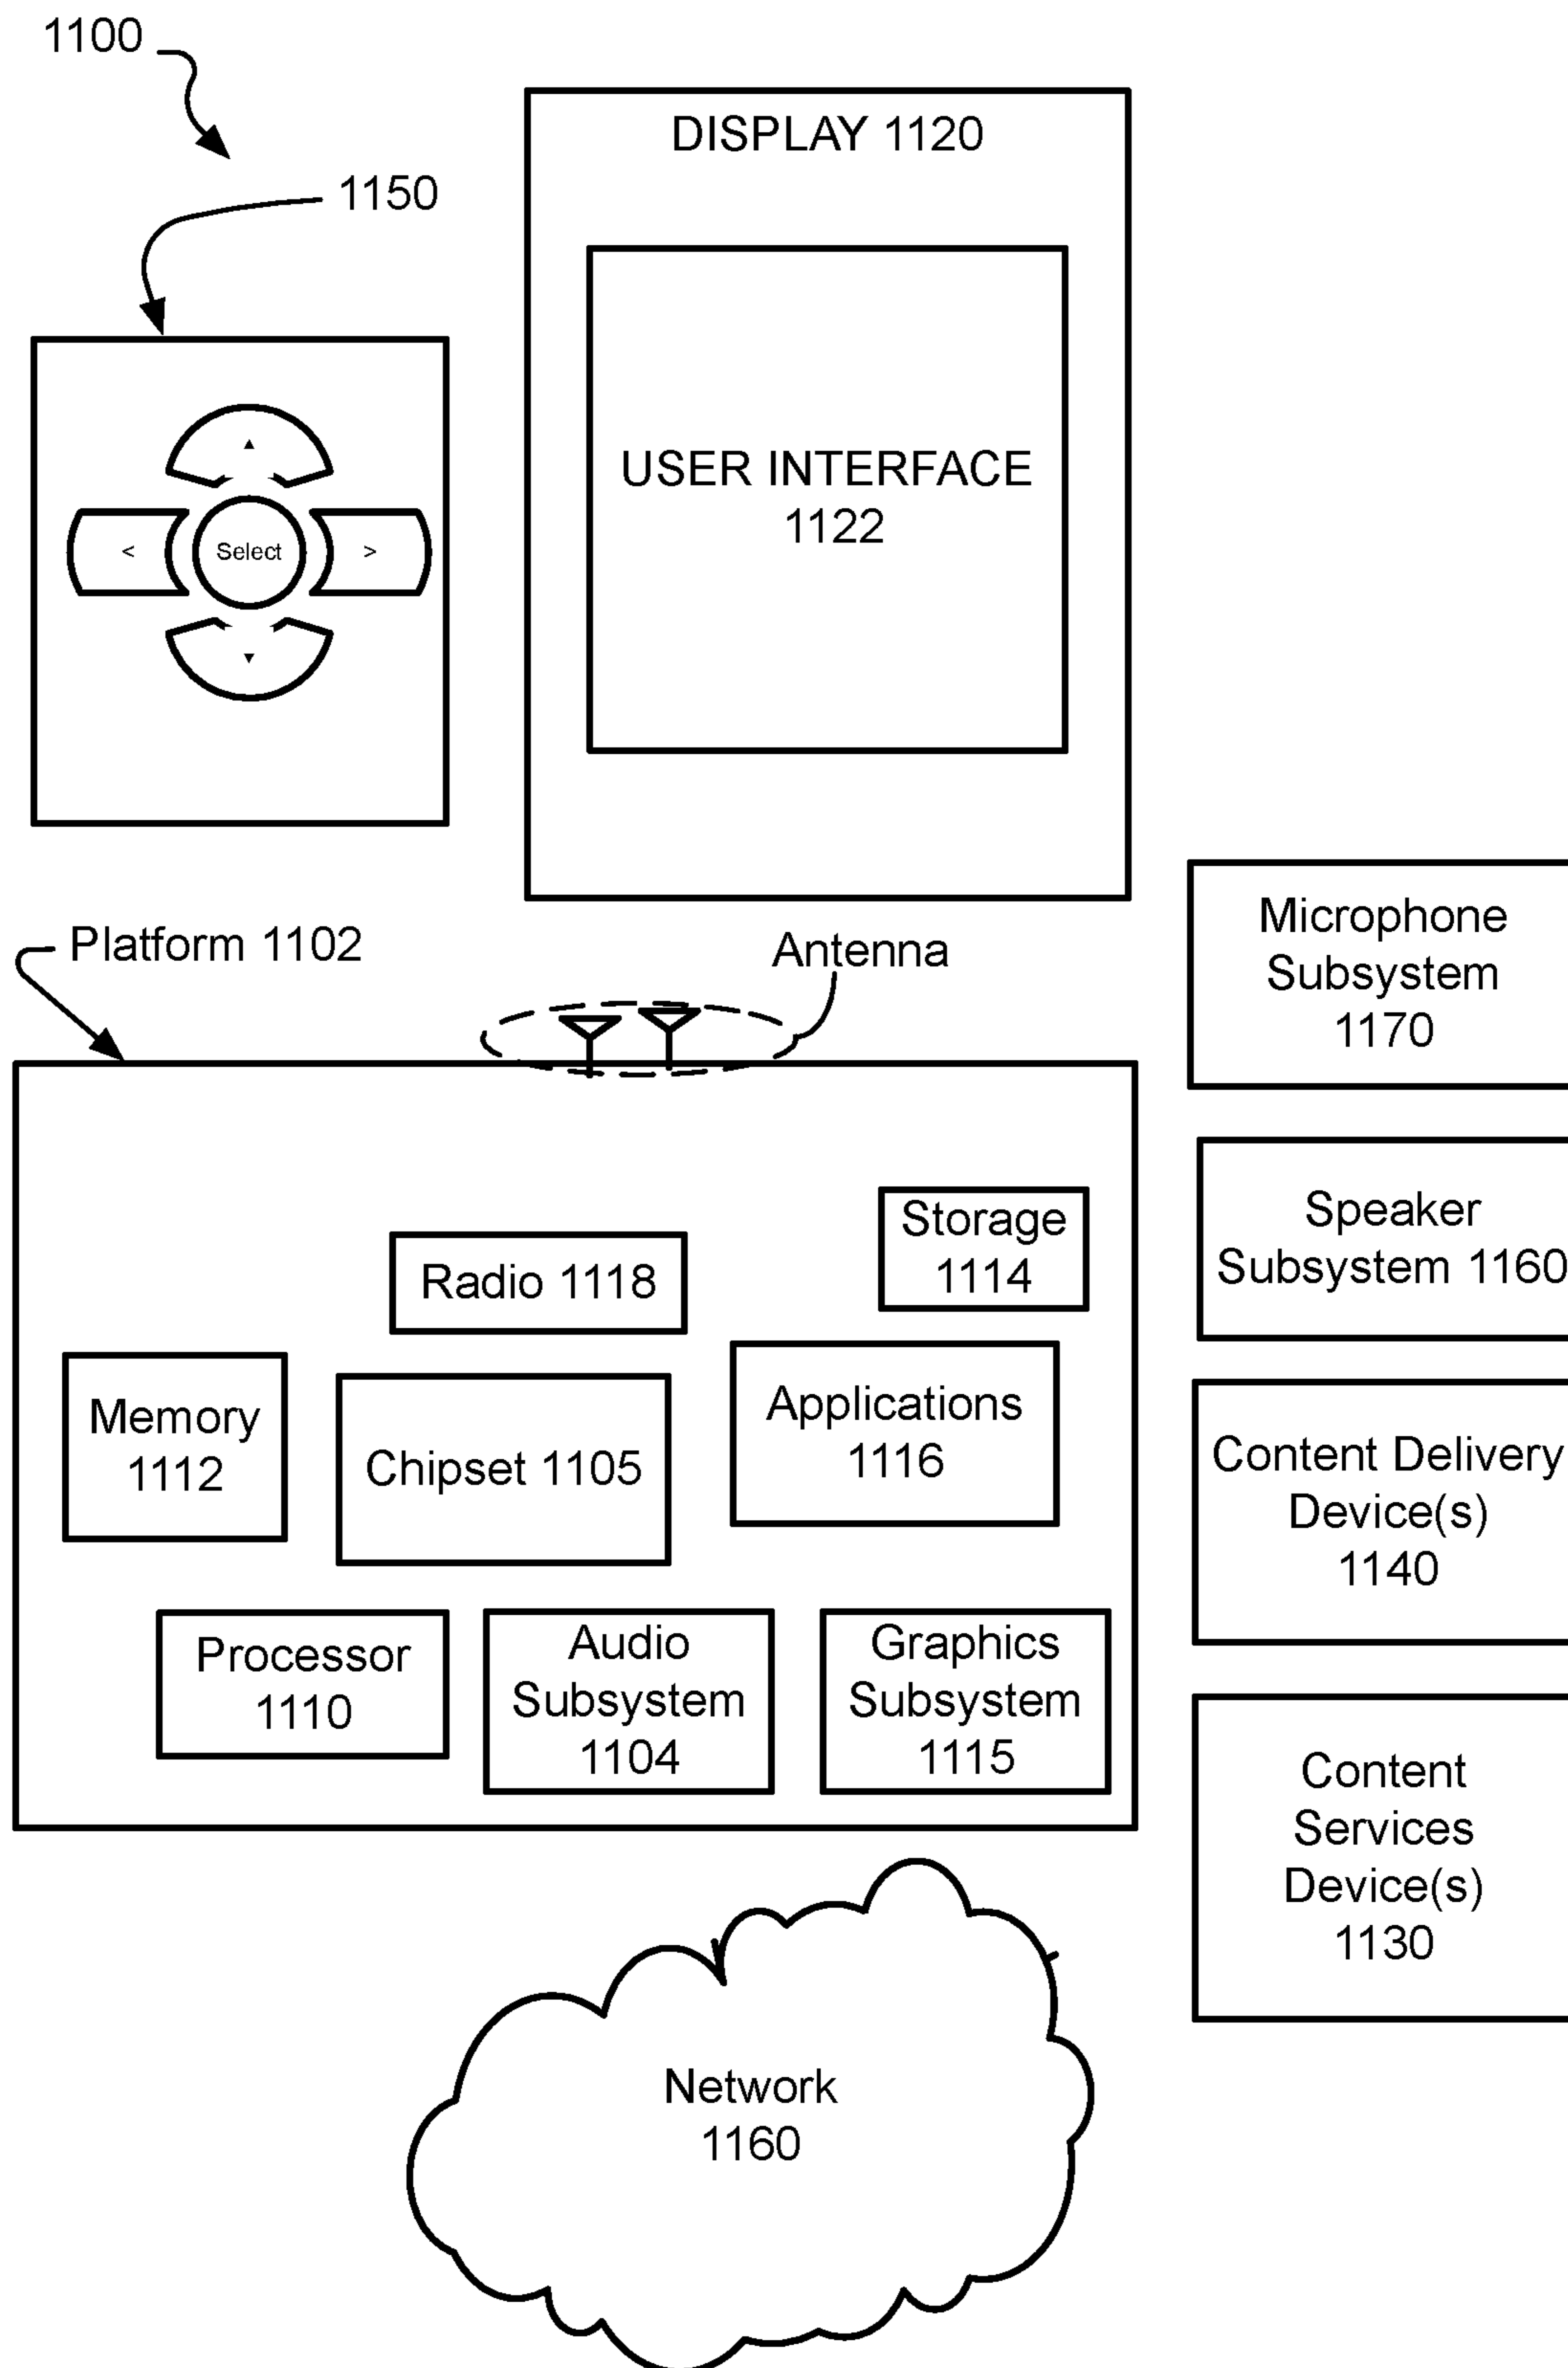 1100
1150
DISPLAY 1120
USER INTERFACE
1122
<
Select
>
Platform 1102
Antenna
Microphone
Subsystem
1170
Speaker
Subsystem 1160
Content Delivery
Device(s)
1140
Content
Services
Device(s)
1130
Storage
1114
Radio 1118
Memory
1112
Chipset 1105
Applications
1116
Processor
1110
Audio
Subsystem
1104
Graphics
Subsystem
1115
Network
1160